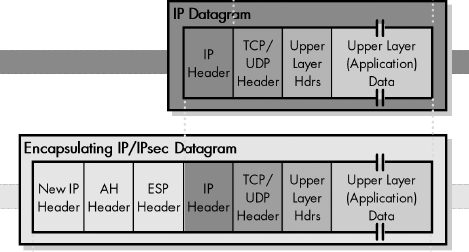 IP Datagram
IP
Header
TCP/
UDP
Header
Upper
Layer
Hdrs
Upper Layer
(Application)
Data
Encapsulating IP/IPsec Datagram
New IP
Header
AH
Header
ESP
Header
IP
Header
TCP/
UDP
Header
Upper
Layer
Hdrs
Upper Layer
(Application)
Data